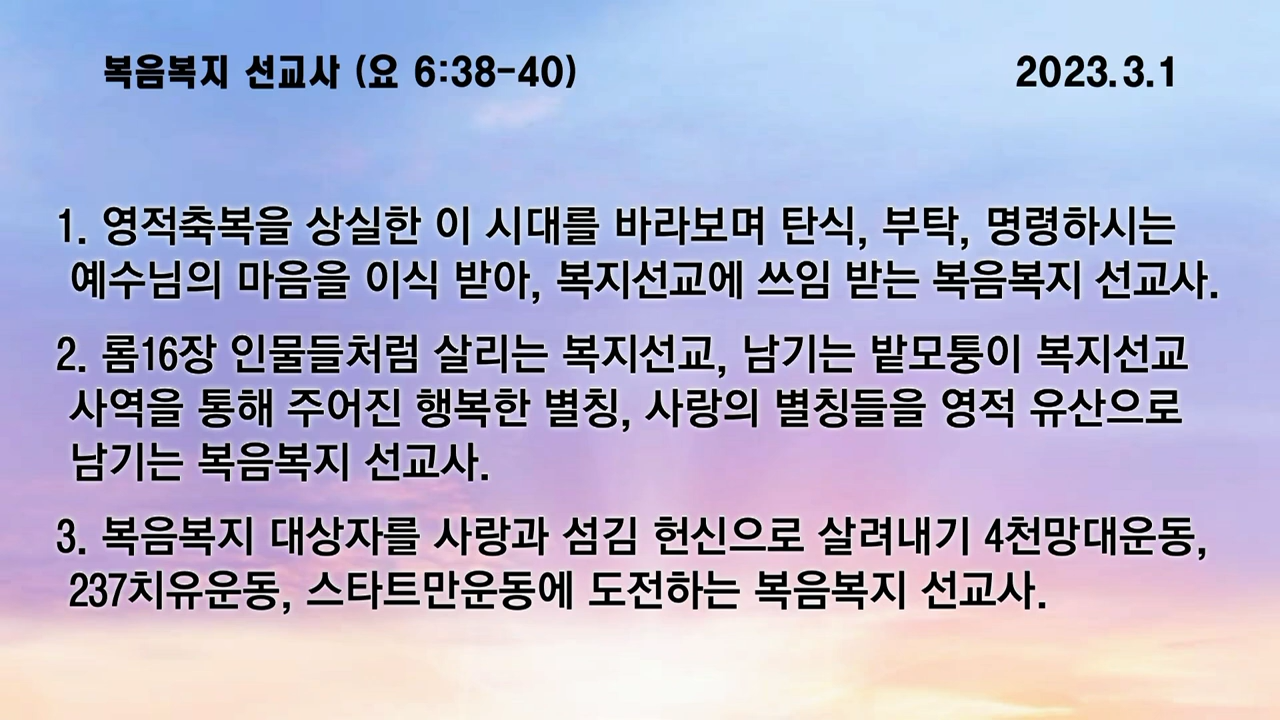 복음복지 선교사 (요 6:38-40) 2023.3.1
1. 영적축복을 상실한 이 시대를 바라보며 탄식, 부탁, 명령하시는
예수님의 마음을 이식 받아, 복지선교에 쓰임 받는 복음복지 선교사.
2. 롬16장 인물들처럼 살리는 복지선교, 남기는 밭모퉁이 복지선교
사역을 통해 주어진 행복한 별칭, 사랑의 별칭들을 영적 유산으로
남기는 복음복지 선교사.
3. 복음복지 대상자를 사랑과 섬김 헌신으로 살려내기 4천망대운동,
237치유운동, 스타트만운동에 도전하는 복음복지 선교사.